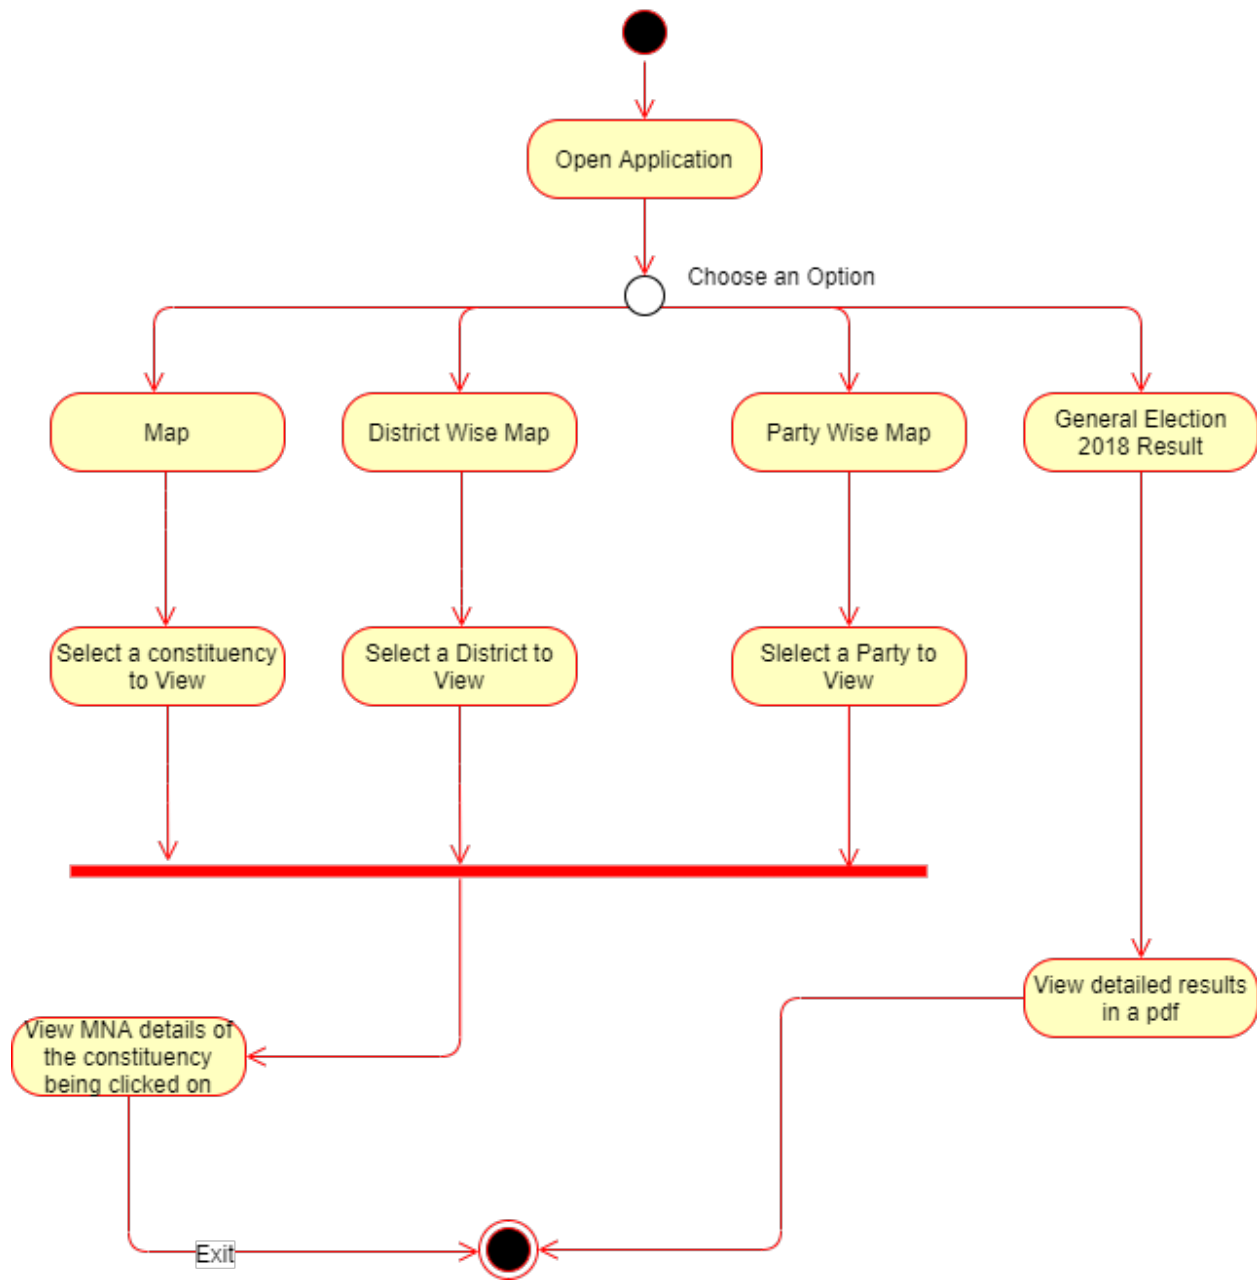 Open Application
Choose an Option
Map
District Wise Map
Party Wise Map
General Election
2018 Result
Select a constituency
to View
Select a District to
View
Slelect a Party to
View
View detailed results
in a pdf
View MNA details of
the constituency
being clicked on
Exit